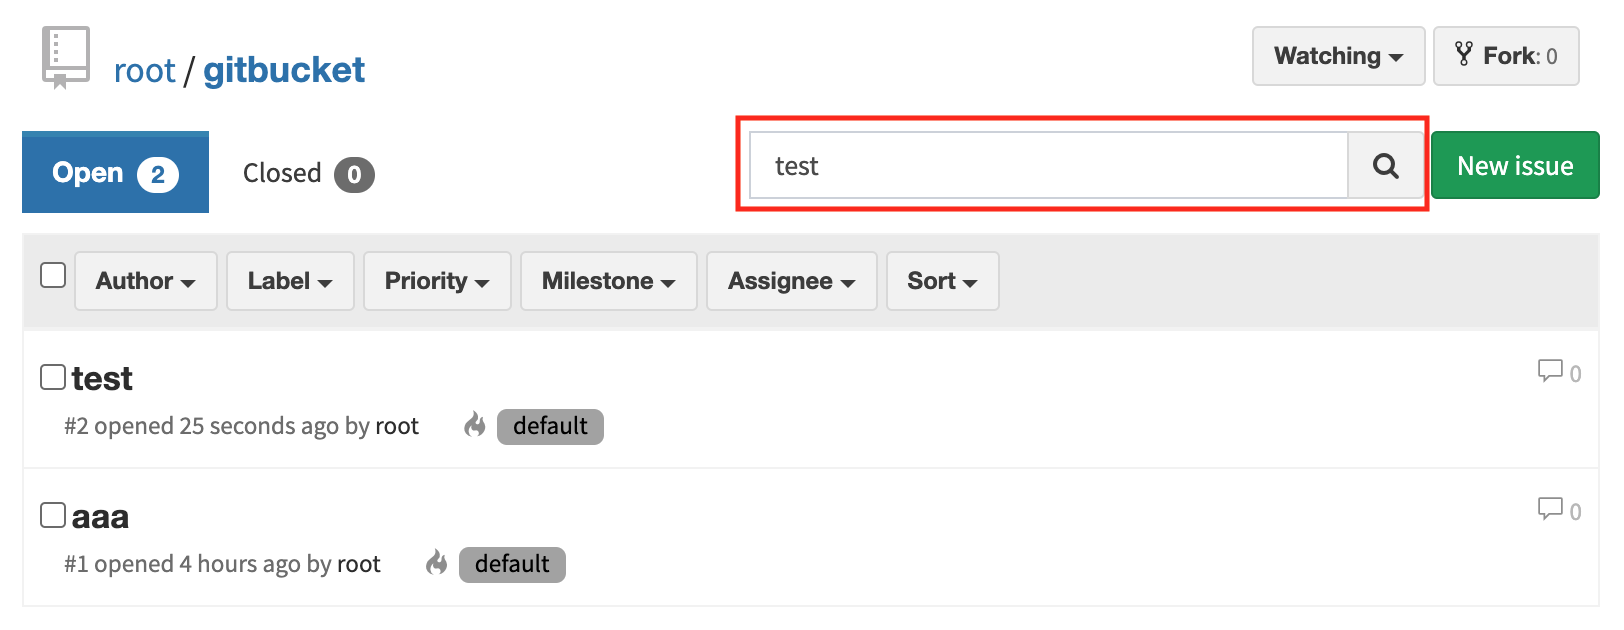 root / gitbucket
Watching
Fork: 0
Open 2
Closed 0
test
New issue
Author
Label
Priority
Milestone
Assignee
Sort
test
0
#2 opened 25 seconds ago by root
default
aaa
0
#1 opened 4 hours ago by root
default